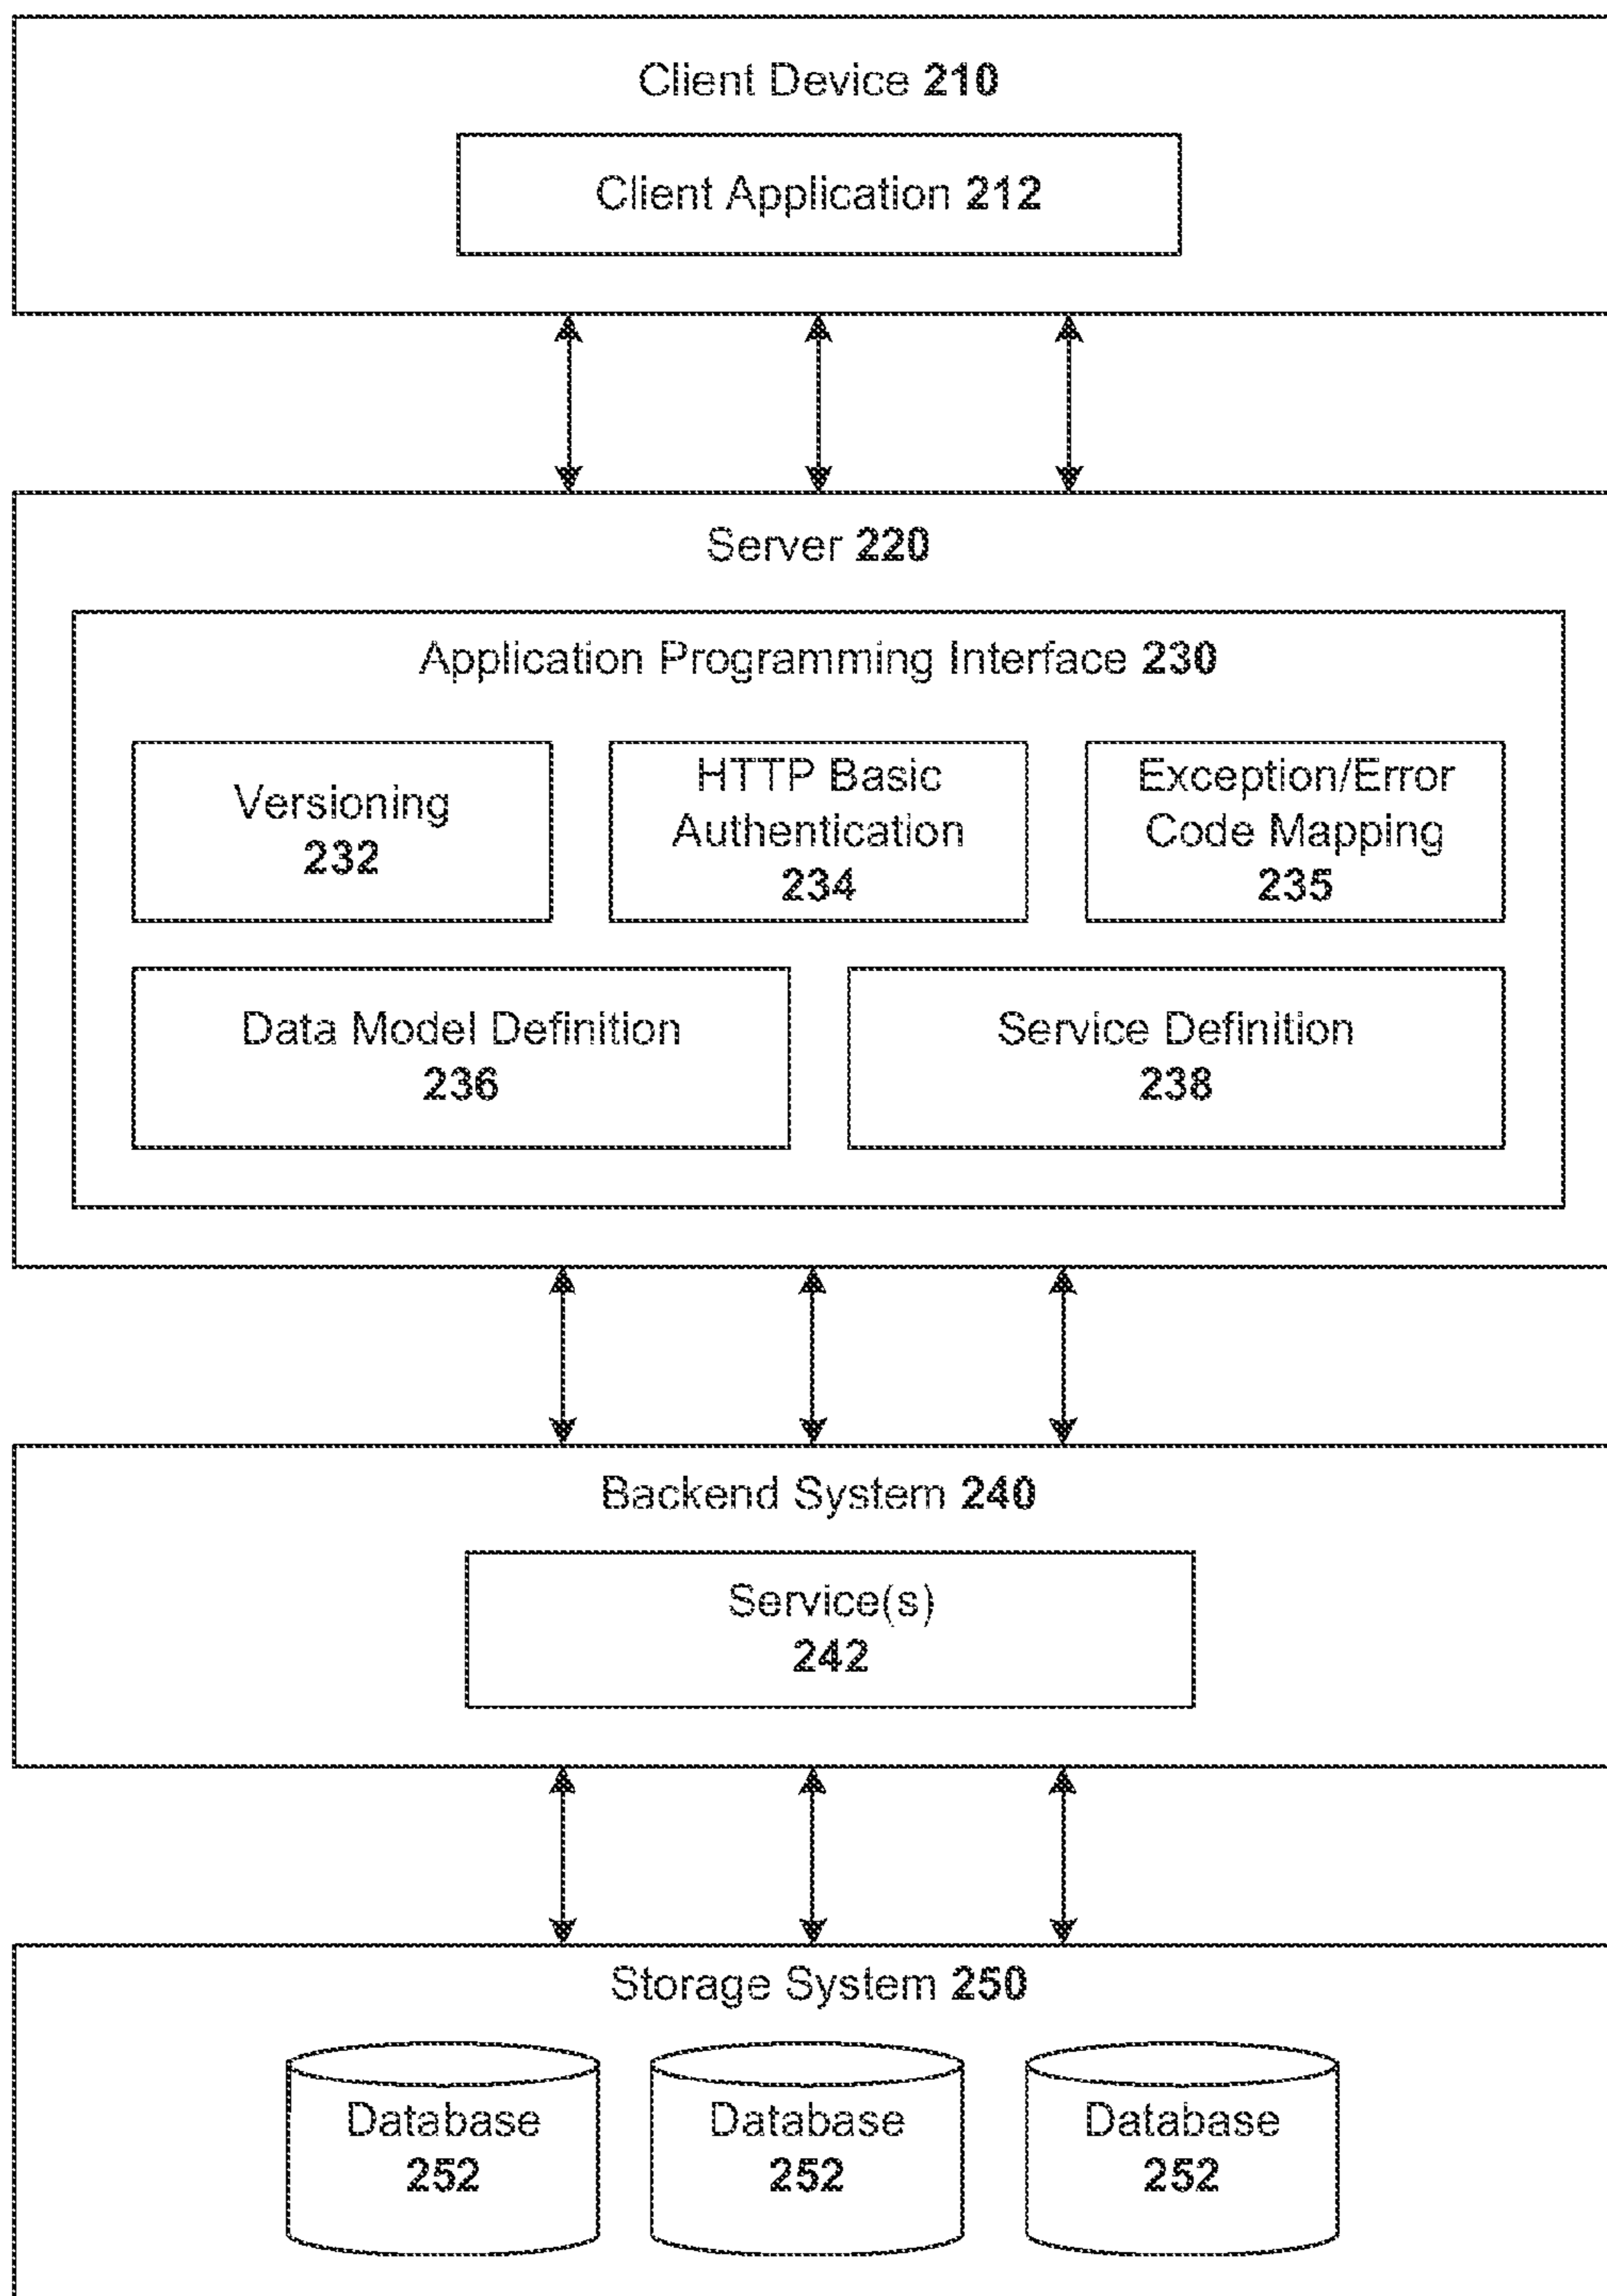 Client Device 210
Client Application 212
Server 220
Application Programming Interface 230
Versioning
232
HTTP Basic
Authentication
234
Exception/Error
Code Mapping
235
Data Model Definition
236
Service Definition
238
Backend System 240
Service(s)
242
Storage System 250
Database
252
Database
252
Database
252